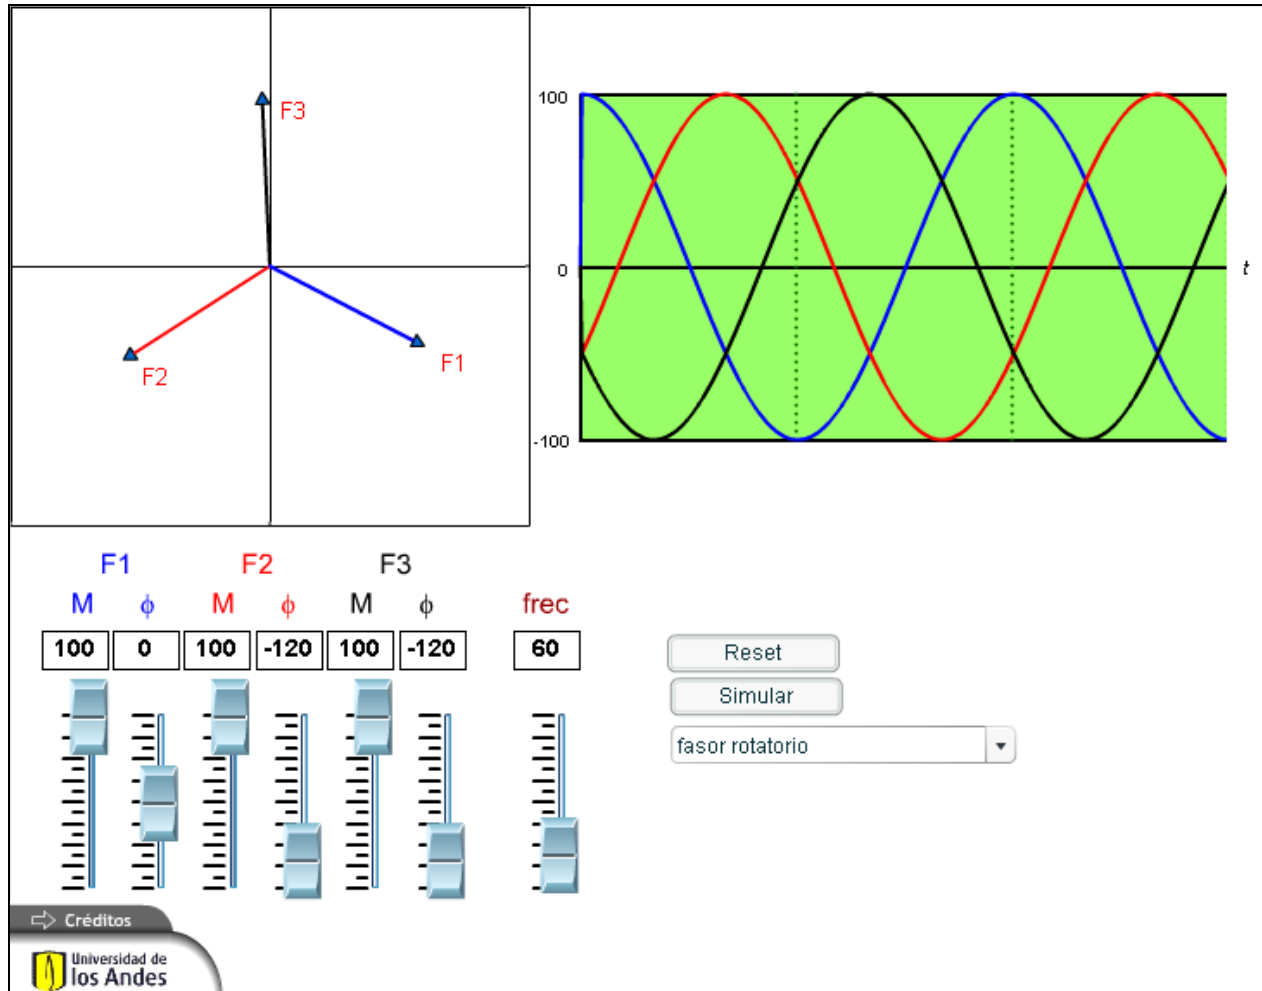 F3
F2
F1
100
0
-100
t
F1 F2 F3
M ϕ M ϕ M ϕ frec
100 0 100 -120 100 -120 60
Reset
Simular
fasor rotatorio
Créditos
Universidad de
los Andes